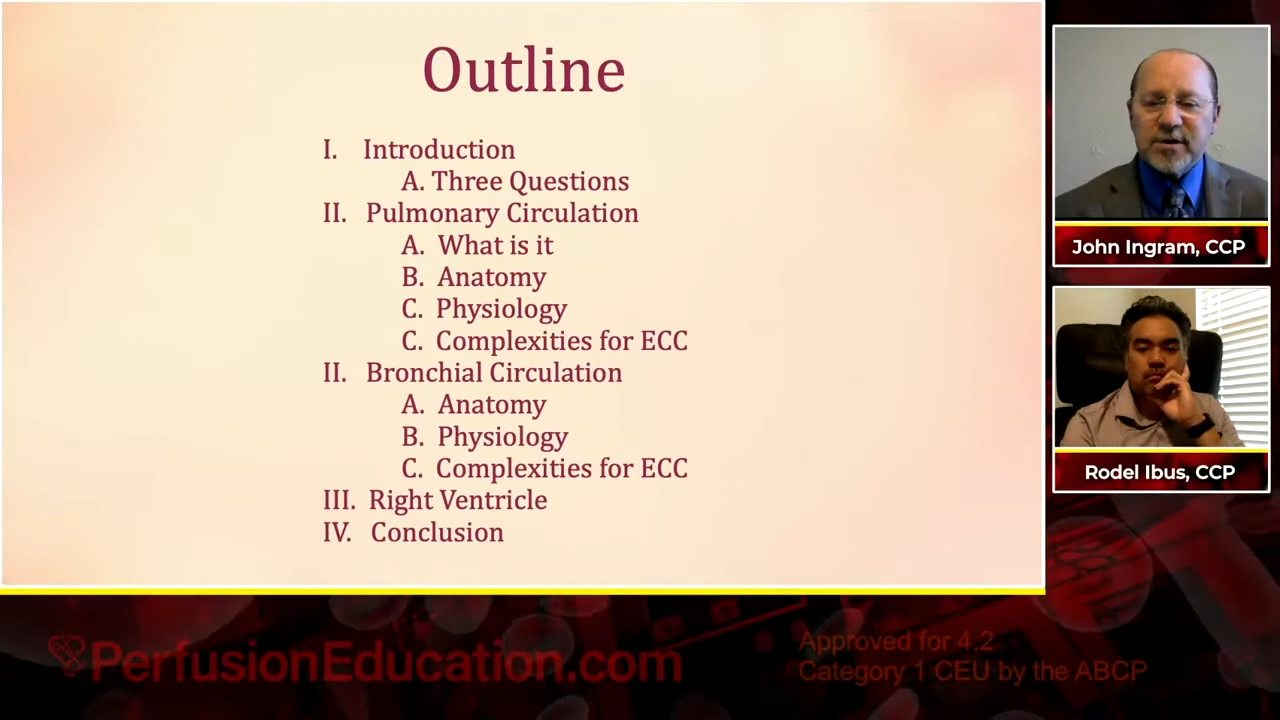 Outline
I. Introduction
A. Three Questions
II. Pulmonary Circulation
A. What is it
B. Anatomy
C. Physiology
C. Complexities for ECC
II. Bronchial Circulation
A. Anatomy
B. Physiology
C. Complexities for ECC
III. Right Ventricle
IV. Conclusion
John Ingram, CCP
Rodel Ibus, CCP
PerfusionEducation.com
Approved for 4.2
Category 1 CEU by the ABCP